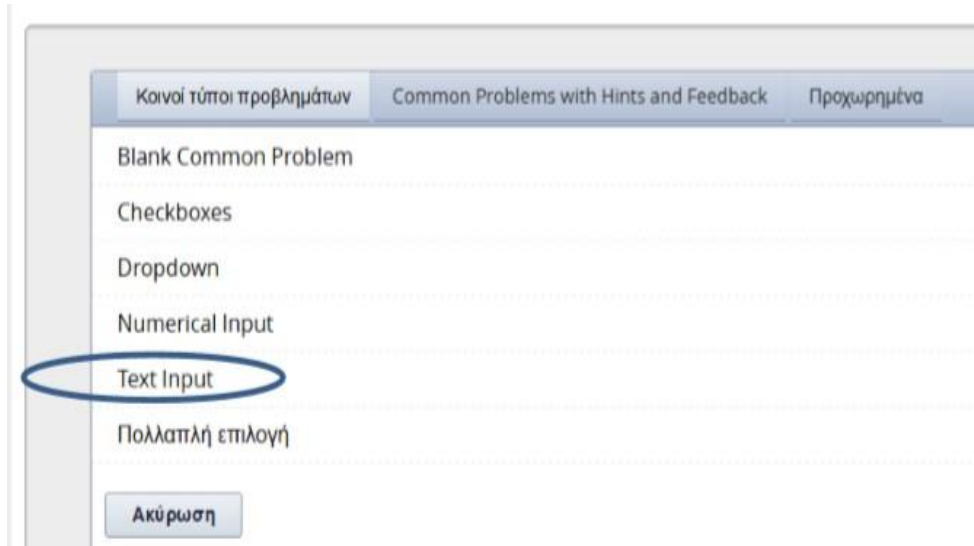 Κοινοί τύποι προβλημάτων Common Problems with Hints and Feedback Προχωρημένα
Blank Common Problem
Checkboxes
Dropdown
Numerical Input
Text Input
Πολλαπλή επιλογή
Ακύρωση